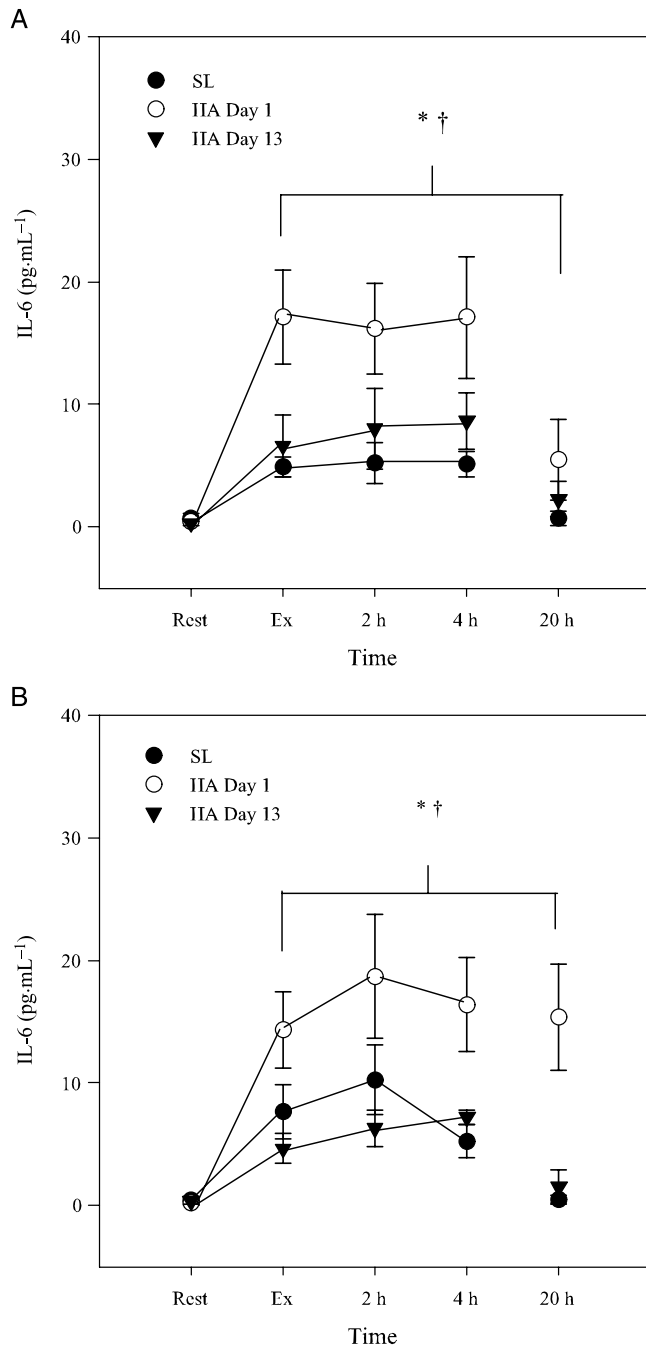 A
40
30
20
10
0
IL-6 (pg·mL⁻¹)
SL
IIA Day 1
IIA Day 13
* †
Rest Ex 2 h 4 h 20 h
Time
B
40
30
20
10
0
IL-6 (pg·mL⁻¹)
SL
IIA Day 1
IIA Day 13
* †
Rest Ex 2 h 4 h 20 h
Time